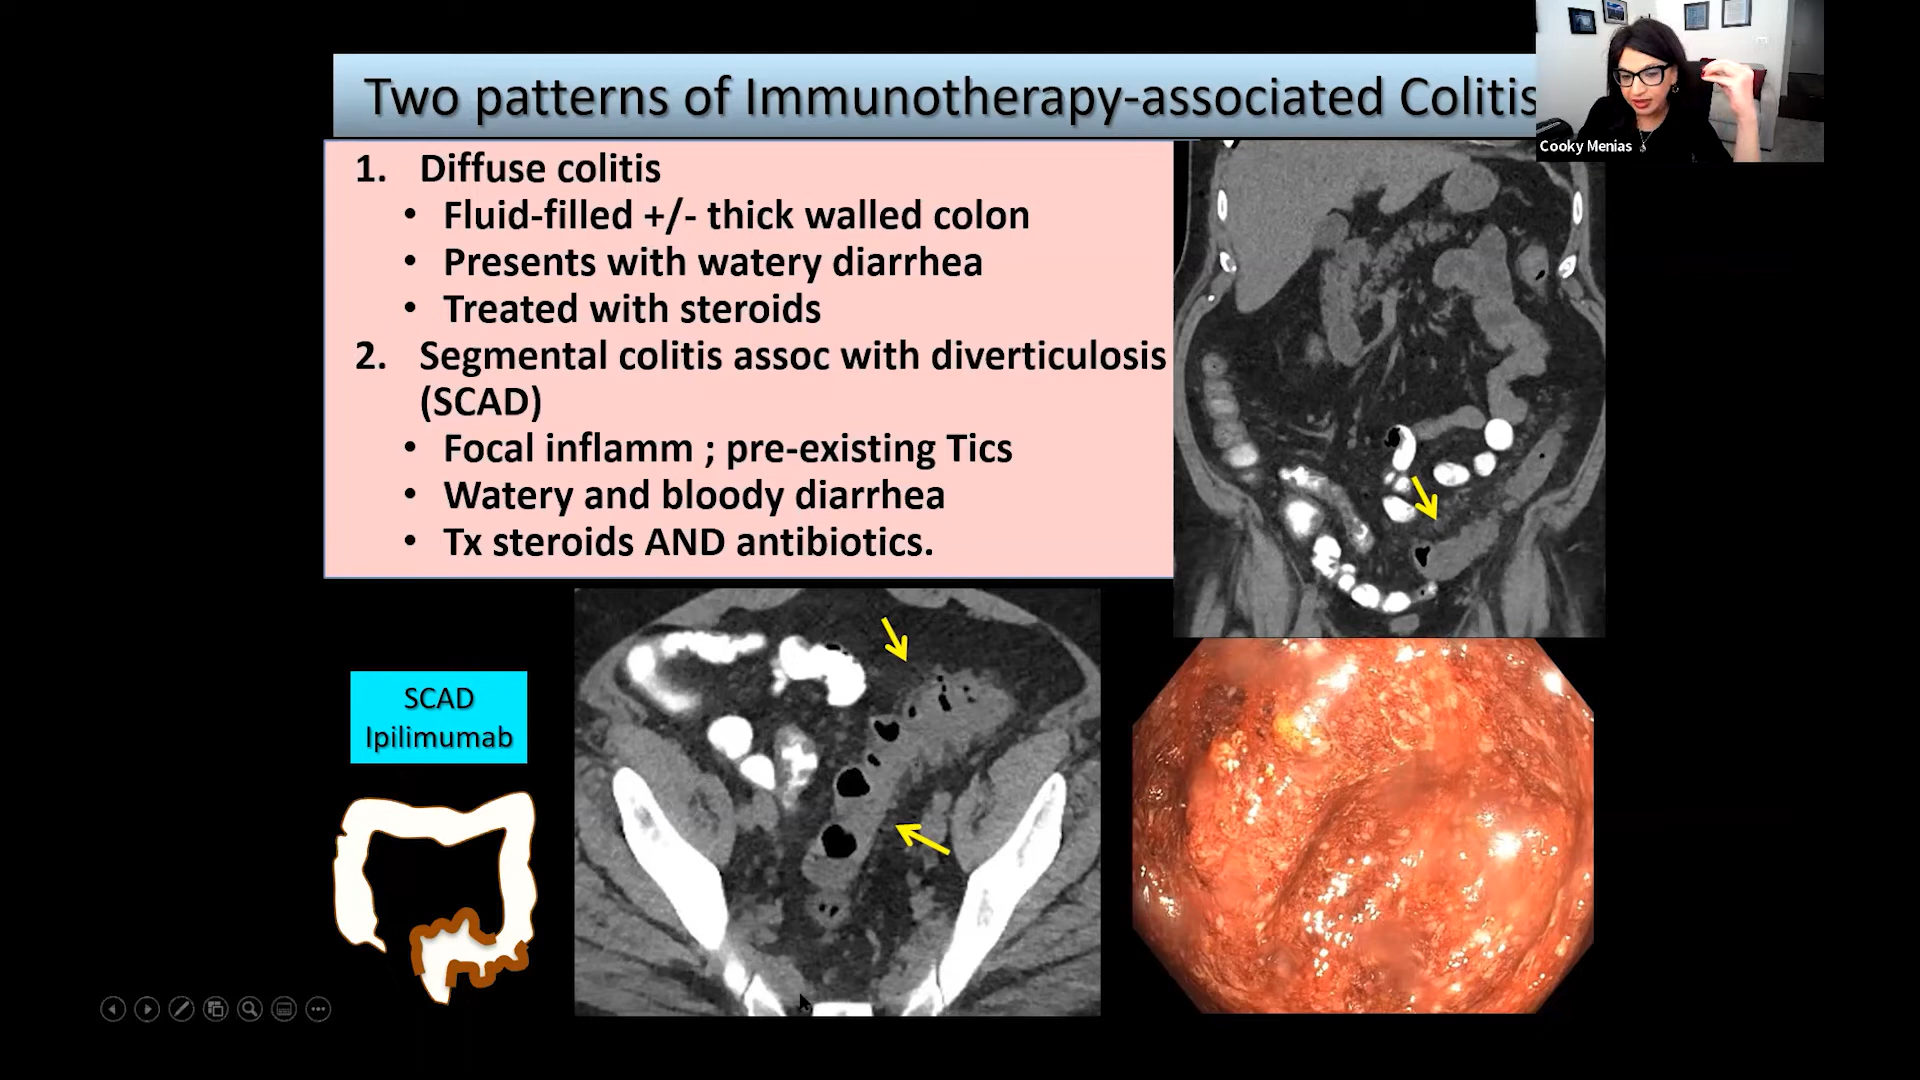 Two patterns of Immunotherapy-associated Colitis
Cooky Menias
1. Diffuse colitis
• Fluid-filled +/- thick walled colon
• Presents with watery diarrhea
• Treated with steroids
2. Segmental colitis assoc with diverticulosis
(SCAD)
• Focal inflamm ; pre-existing Tics
• Watery and bloody diarrhea
• Tx steroids AND antibiotics.
SCAD
Ipilimumab